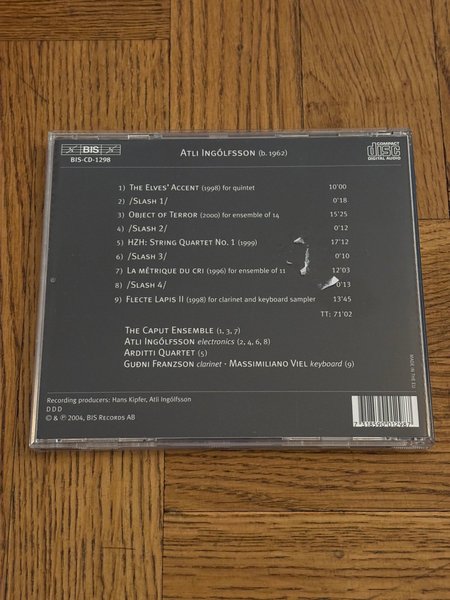 BIS
BIS-CD-1298
ATLI INGÓLFSSON (b. 1962)
COMPACT
disc
DIGITAL AUDIO
1) THE ELVES' ACCENT (1998) for quintet 10'00
2) /SLASH 1/ 0'18
3) OBJECT OF TERROR (2000) for ensemble of 14 15'25
4) /SLASH 2/ 0'12
5) HZH: STRING QUARTET NO. 1 (1999) 17'12
6) /SLASH 3/ 0'10
7) LA MÉTRIQUE DU CRI (1996) for ensemble of 11 12'03
8) /SLASH 4/ 0'13
9) FLECTE LAPIS II (1998) for clarinet and keyboard sampler 13'45
TT: 71'02
THE CAPUT ENSEMBLE (1, 3, 7)
ATLI INGÓLFSSON electronics (2, 4, 6, 8)
ARDITTI QUARTET (5)
GUÐNI FRANZSON clarinet · MASSIMILIANO VIEL keyboard (9)
MADE IN THE EU
Recording producers: Hans Kipfer, Atli Ingólfsson
D D D
© & ℗ 2004, BIS RECORDS AB
7 318590 012987